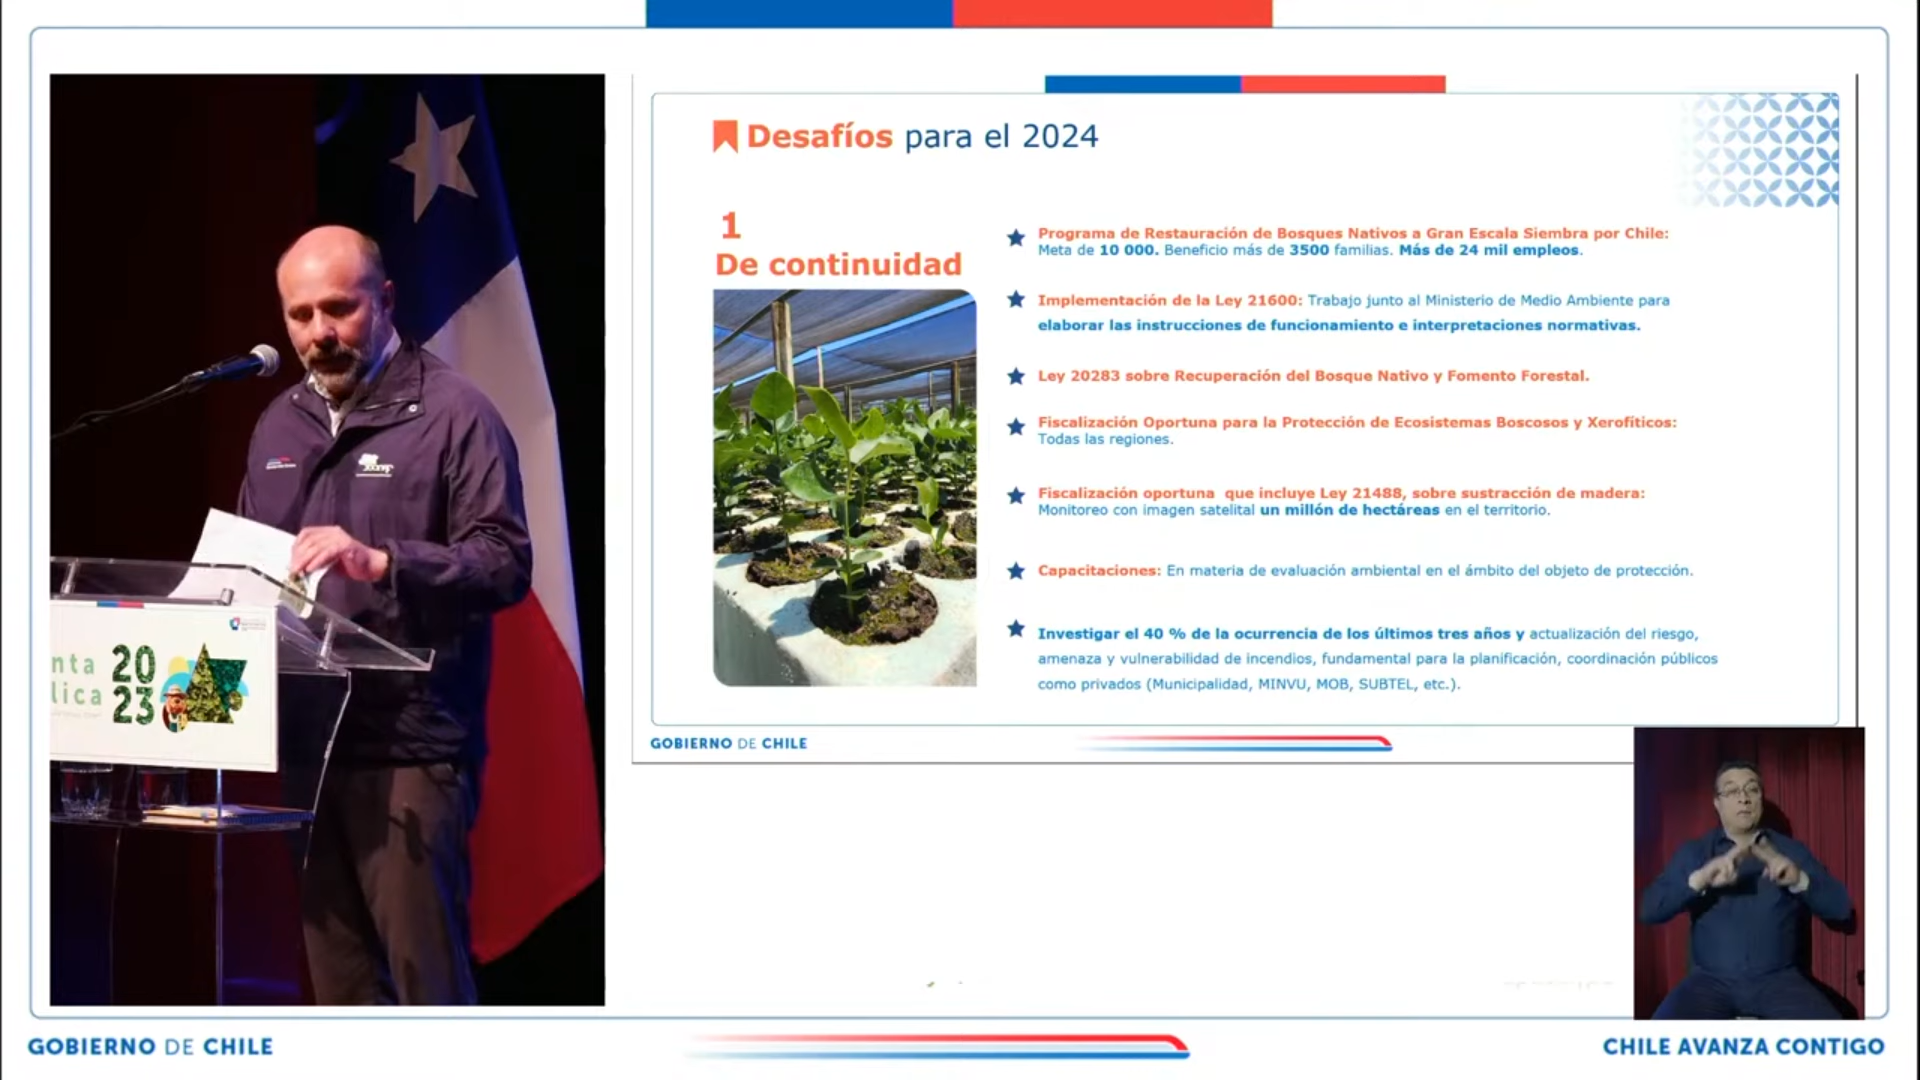 Desafíos para el 2024
1
De continuidad
Programa de Restauración de Bosques Nativos a Gran Escala Siembra por Chile:
Meta de 10 000. Beneficio más de 3500 familias. Más de 24 mil empleos.
Implementación de la Ley 21600: Trabajo junto al Ministerio de Medio Ambiente para
elaborar las instrucciones de funcionamiento e interpretaciones normativas.
Ley 20283 sobre Recuperación del Bosque Nativo y Fomento Forestal.
Fiscalización Oportuna para la Protección de Ecosistemas Boscosos y Xerofíticos:
Todas las regiones.
Fiscalización oportuna que incluye Ley 21488, sobre sustracción de madera:
Monitoreo con imagen satelital un millón de hectáreas en el territorio.
Capacitaciones: En materia de evaluación ambiental en el ámbito del objeto de protección.
Investigar el 40 % de la ocurrencia de los últimos tres años y actualización del riesgo,
amenaza y vulnerabilidad de incendios, fundamental para la planificación, coordinación públicos
como privados (Municipalidad, MINVU, MOB, SUBTEL, etc.).
GOBIERNO DE CHILE
nta
lica
20
23
GOBIERNO DE CHILE
CHILE AVANZA CONTIGO